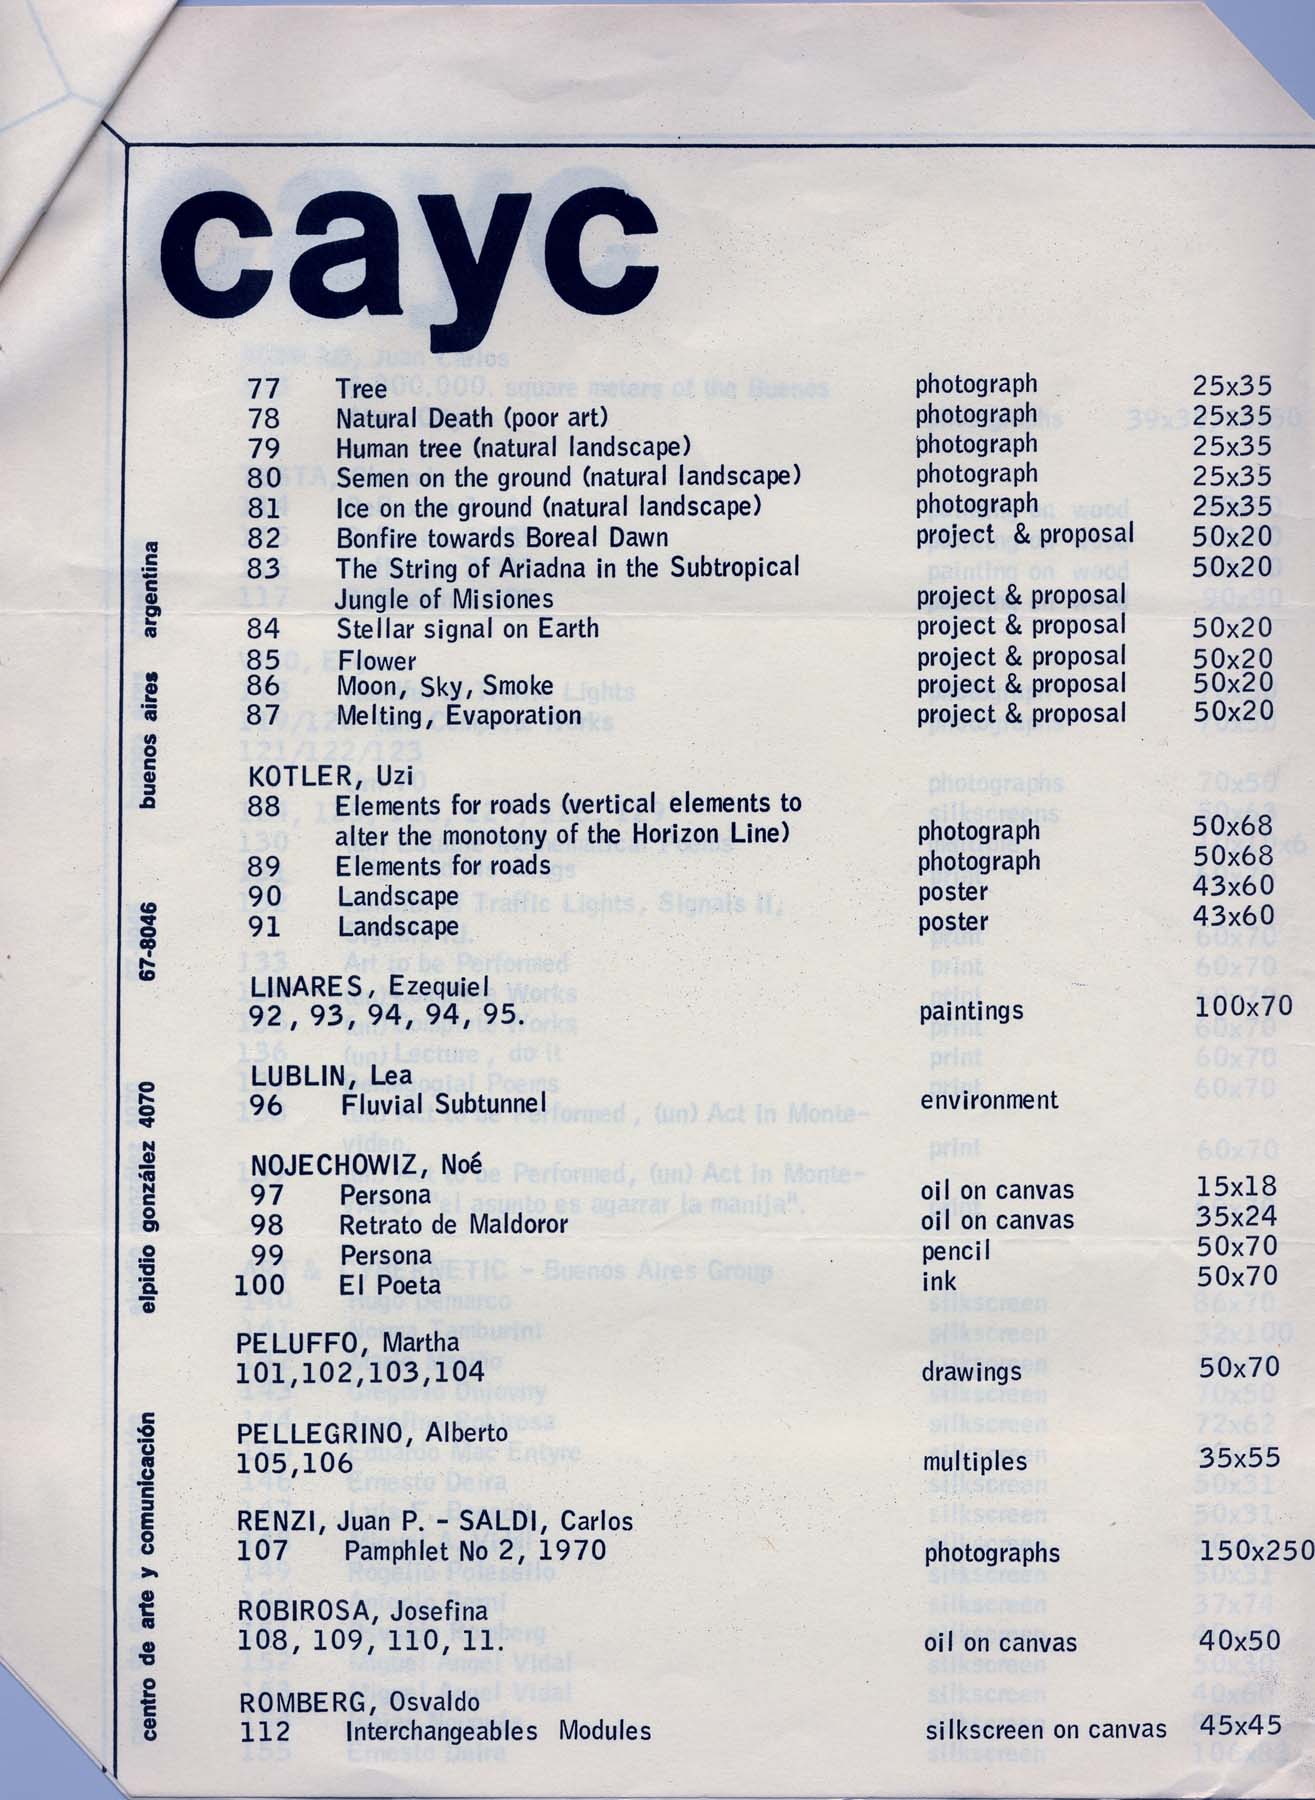 cayc
77 Tree photograph 25x35
78 Natural Death (poor art) photograph 25x35
79 Human tree (natural landscape) photograph 25x35
80 Semen on the ground (natural landscape) photograph 25x35
81 Ice on the ground (natural landscape) photograph 25x35
82 Bonfire towards Boreal Dawn project & proposal 50x20
83 The String of Ariadna in the Subtropical 50x20
Jungle of Misiones project & proposal
84 Stellar signal on Earth project & proposal 50x20
85 Flower project & proposal 50x20
86 Moon, Sky, Smoke project & proposal 50x20
87 Melting, Evaporation project & proposal 50x20
KOTLER, Uzi
88 Elements for roads (vertical elements to
alter the monotony of the Horizon Line) photograph 50x68
89 Elements for roads photograph 50x68
90 Landscape poster 43x60
91 Landscape poster 43x60
LINARES, Ezequiel
92, 93, 94, 94, 95. paintings 100x70
LUBLIN, Lea
96 Fluvial Subtunnel environment
NOJECHOWIZ, Noé
97 Persona oil on canvas 15x18
98 Retrato de Maldoror oil on canvas 35x24
99 Persona pencil 50x70
100 El Poeta ink 50x70
PELUFFO, Martha
101,102,103,104 drawings 50x70
PELLEGRINO, Alberto
105,106 multiples 35x55
RENZI, Juan P. - SALDI, Carlos
107 Pamphlet No 2, 1970 photographs 150x250
ROBIROSA, Josefina
108, 109, 110, 11. oil on canvas 40x50
ROMBERG, Osvaldo
112 Interchangeables Modules silkscreen on canvas 45x45
centro de arte y comunicación elpidio gonzález 4070 67-8046 buenos aires argentina